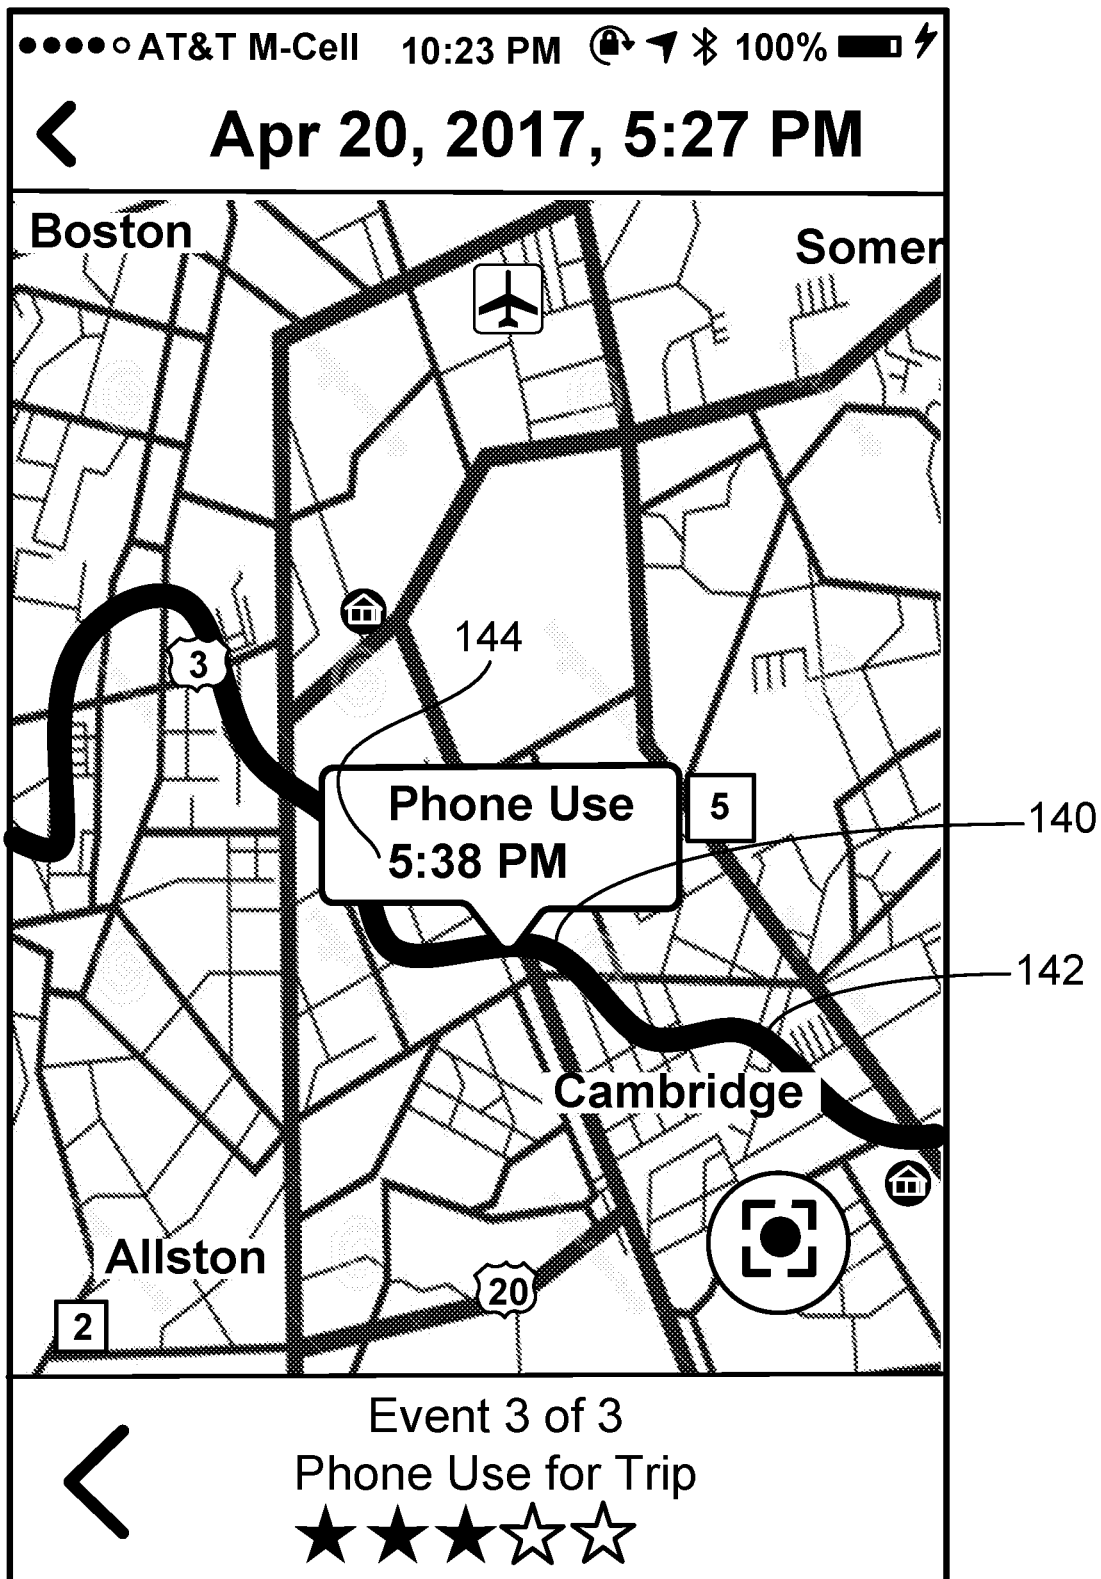 AT&T M-Cell 10:23 PM 100%
Apr 20, 2017, 5:27 PM
Boston
Somer
144
3
Phone Use
5:38 PM
5
140
142
Cambridge
Allston
20
2
Event 3 of 3
Phone Use for Trip